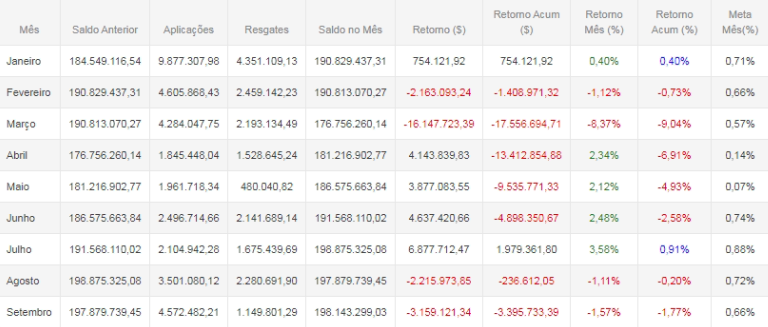 Mês Saldo Anterior Aplicações Resgates Saldo no Mês Retorno ($) Retorno Acum ($) Retorno Mês (%) Retorno Acum (%) Meta Mês(%)
Janeiro 184.549.116,54 9.877.307,98 4.351.109,13 190.829.437,31 754.121,92 754.121,92 0,40% 0,40% 0,71%
Fevereiro 190.829.437,31 4.605.868,43 2.459.142,23 190.813.070,27 -2.163.093,24 -1.408.971,32 -1,12% -0,73% 0,66%
Março 190.813.070,27 4.284.047,75 2.193.134,49 176.756.260,14 -16.147.723,39 -17.556.694,71 -8,37% -9,04% 0,57%
Abril 176.756.260,14 1.845.448,04 1.528.645,24 181.216.902,77 4.143.839,83 -13.412.854,88 2,34% -6,91% 0,14%
Maio 181.216.902,77 1.961.718,34 480.040,82 186.575.663,84 3.877.083,55 -9.535.771,33 2,12% -4,93% 0,07%
Junho 186.575.663,84 2.496.714,66 2.141.689,14 191.568.110,02 4.637.420,66 -4.898.350,67 2,48% -2,58% 0,74%
Julho 191.568.110,02 2.104.942,28 1.675.439,69 198.875.325,08 6.877.712,47 1.979.361,80 3,58% 0,91% 0,88%
Agosto 198.875.325,08 3.501.080,12 2.280.691,90 197.879.739,45 -2.215.973,85 -236.612,05 -1,11% -0,20% 0,72%
Setembro 197.879.739,45 4.572.482,21 1.149.801,29 198.143.299,03 -3.159.121,34 -3.395.733,39 -1,57% -1,77% 0,66%